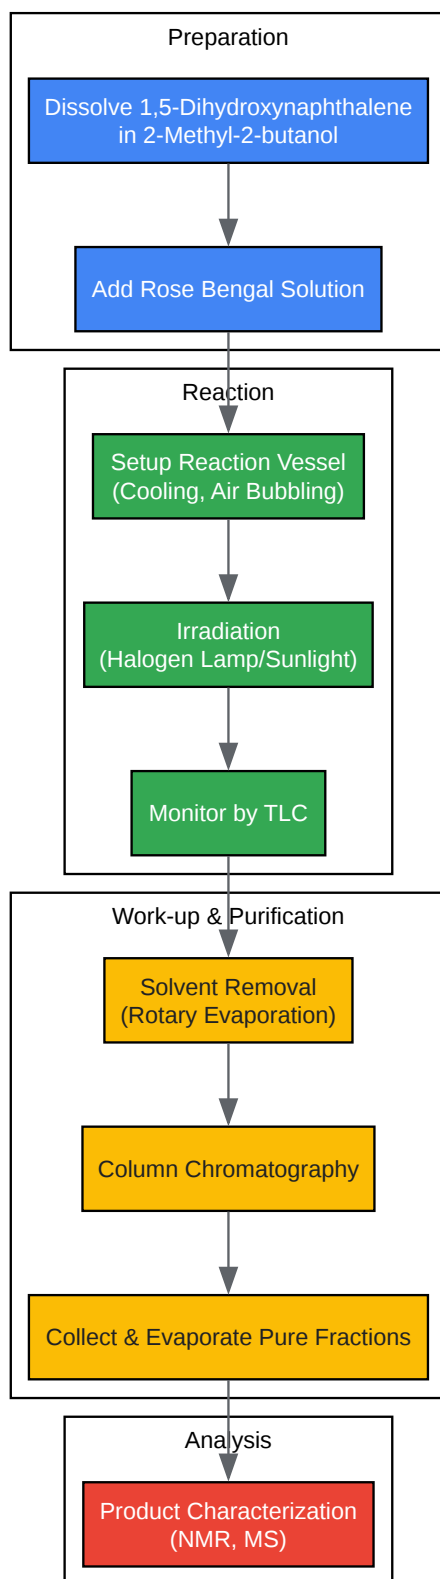 Preparation
Dissolve 1,5-Dihydroxynaphthalene
in 2-Methyl-2-butanol
Add Rose Bengal Solution
Reaction
Setup Reaction Vessel
(Cooling, Air Bubbling)
Irradiation
(Halogen Lamp/Sunlight)
Monitor by TLC
Work-up & Purification
Solvent Removal
(Rotary Evaporation)
Column Chromatography
Collect & Evaporate Pure Fractions
Analysis
Product Characterization
(NMR, MS)